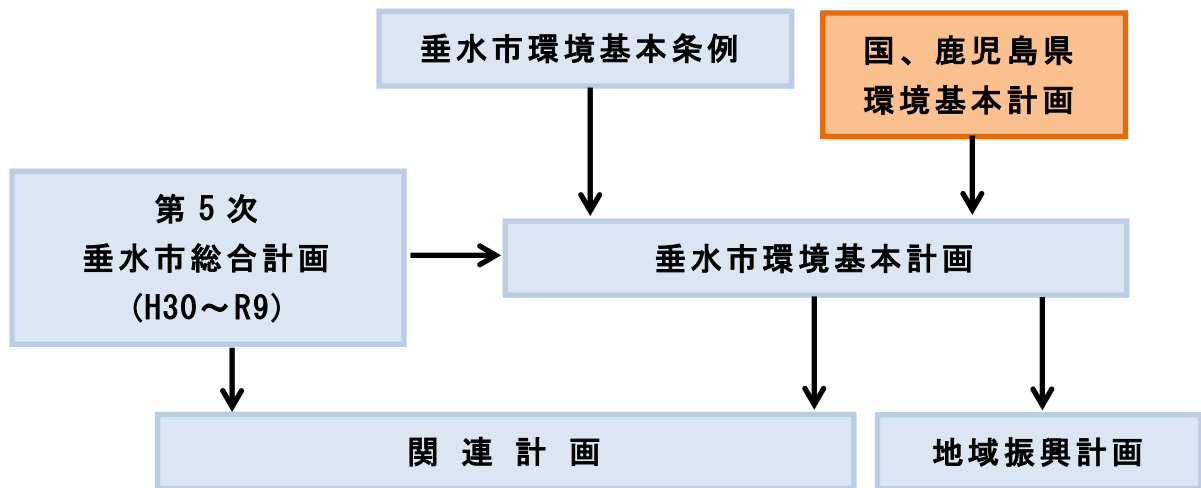 垂水市環境基本条例
国、鹿児島県
環境基本計画
第5次
垂水市総合計画
(H30～R9)
垂水市環境基本計画
関連計画
地域振興計画